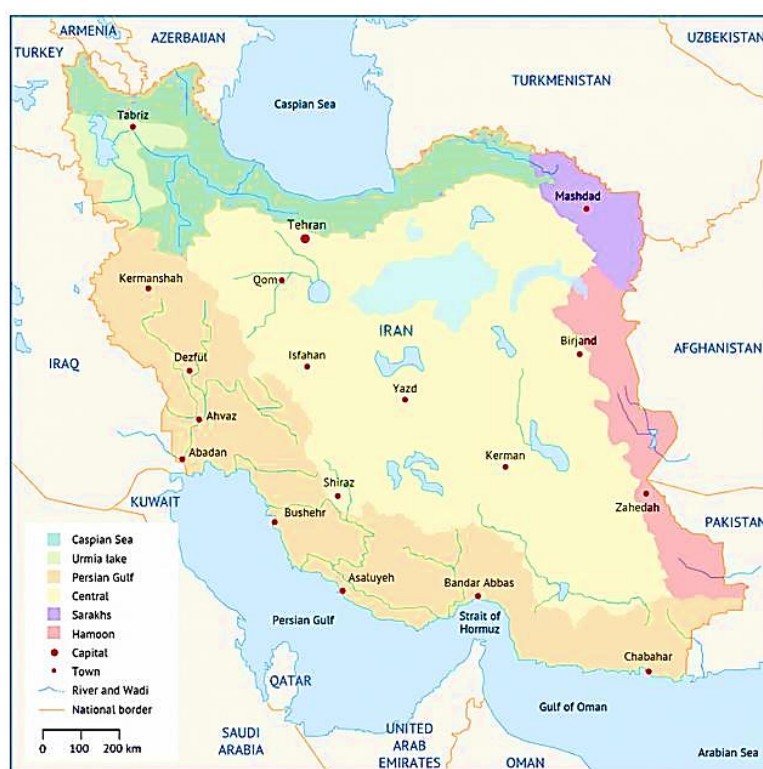 ARMENIA
AZERBAIJAN
UZBEKISTAN
TURKEY
TURKMENISTAN
Caspian Sea
Tabriz
Mashdad
Tehran
Kermanshah
Qom
IRAN
Birjand
AFGHANISTAN
IRAQ
Dezful
Isfahan
Yazd
Ahvaz
Abadan
Kerman
Shiraz
KUWAIT
Zahedah
Bushehr
PAKISTAN
Asaluyeh
Bandar Abbas
Persian Gulf
Strait of
Hormuz
Chabahar
QATAR
Gulf of Oman
SAUDI
ARABIA
UNITED
ARAB
EMIRATES
OMAN
Arabian Sea
Caspian Sea
Urmia lake
Persian Gulf
Central
Sarakhs
Hamoon
Capital
Town
River and Wadi
National border
0 100 200 km